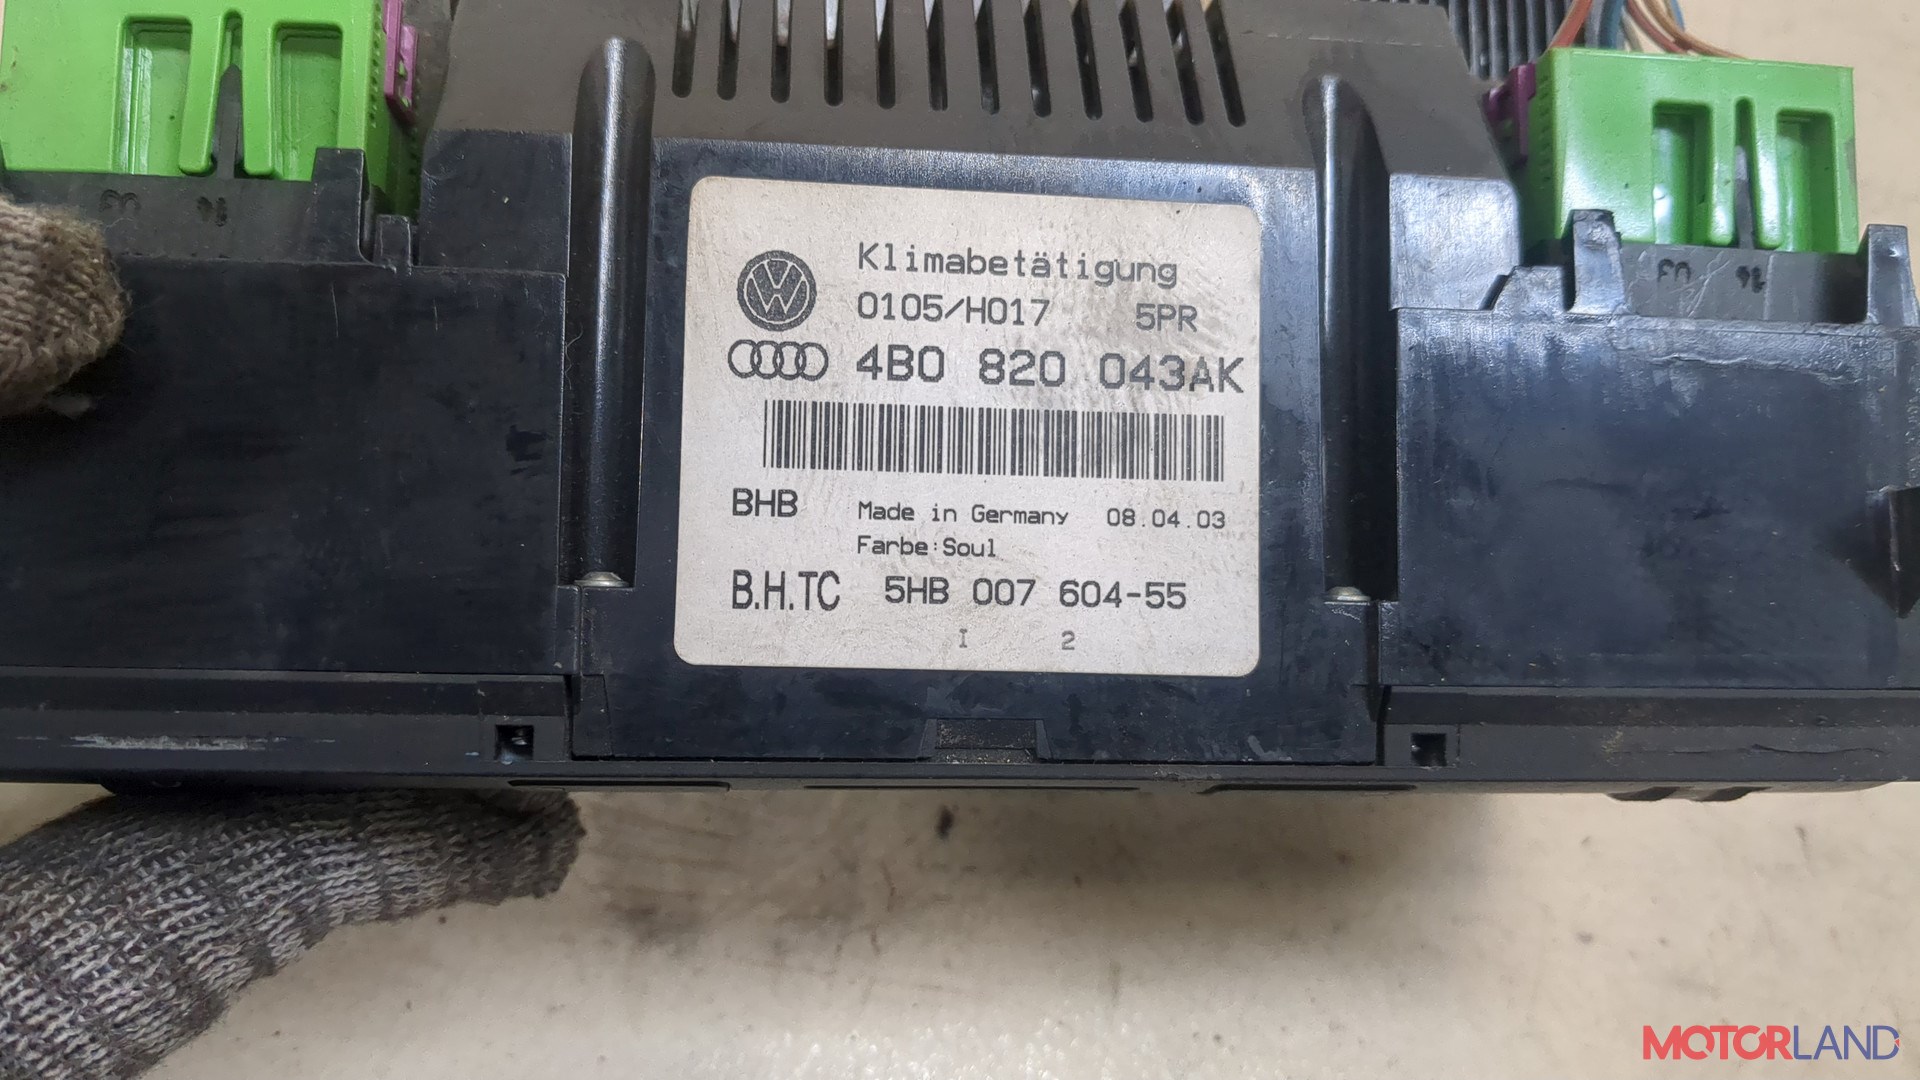 Klimabetätigung
0105/H017 5PR
4B0 820 043AK
BHB Made in Germany 08.04.03
Farbe:Soul
B.H.TC 5HB 007 604-55
I 2
MOTORLAND